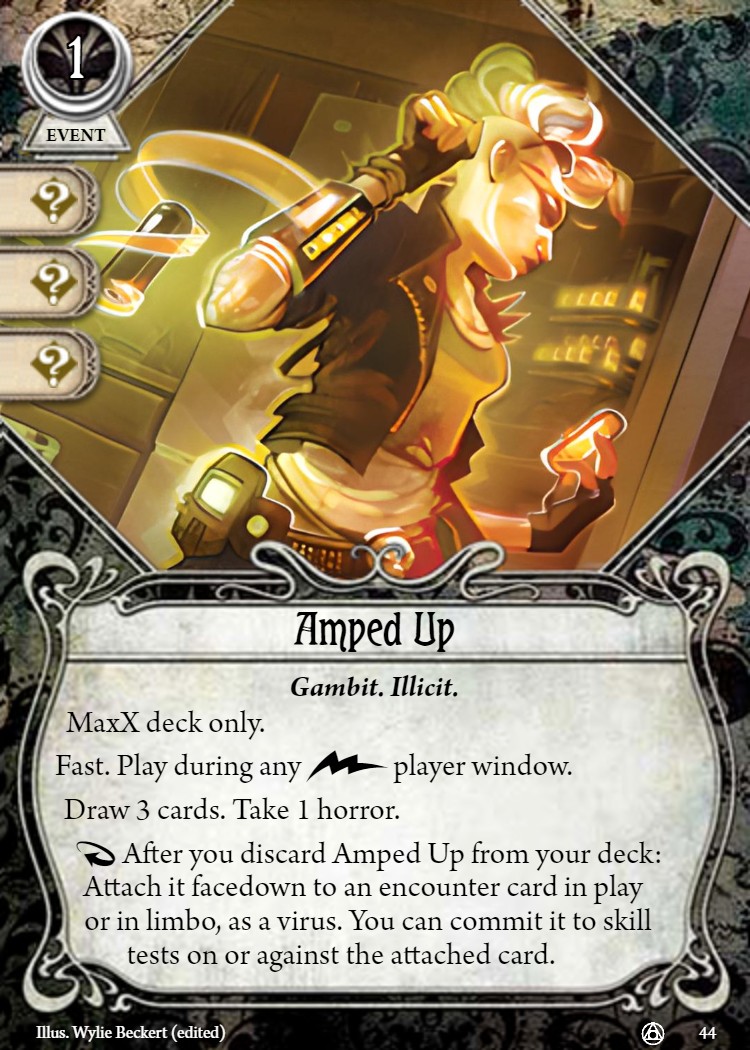 1
EVENT
?
?
?
Amped Up
Gambit. Illicit.
MaxX deck only.
Fast. Play during any player window.
Draw 3 cards. Take 1 horror.
After you discard Amped Up from your deck:
Attach it facedown to an encounter card in play
or in limbo, as a virus. You can commit it to skill
tests on or against the attached card.
Illus. Wylie Beckert (edited)
44